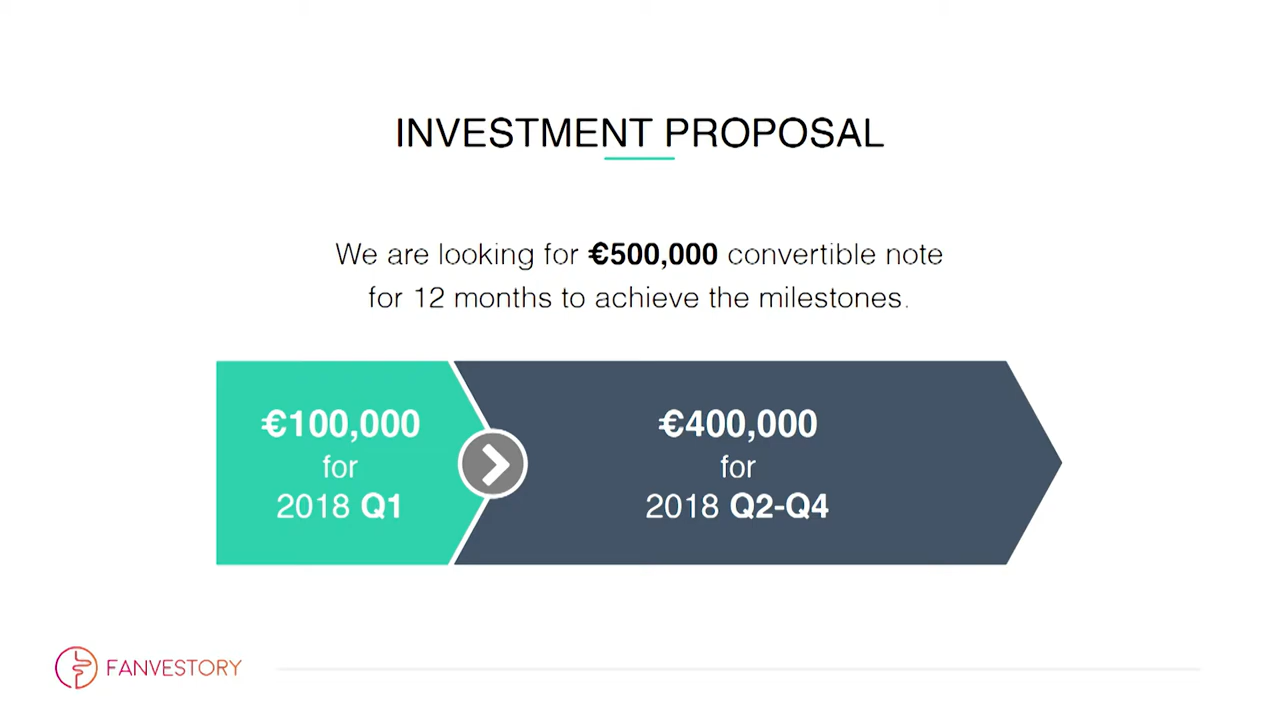 INVESTMENT PROPOSAL
We are looking for €500,000 convertible note
for 12 months to achieve the milestones.
€100,000
for
2018 Q1
€400,000
for
2018 Q2-Q4
FANVESTORY